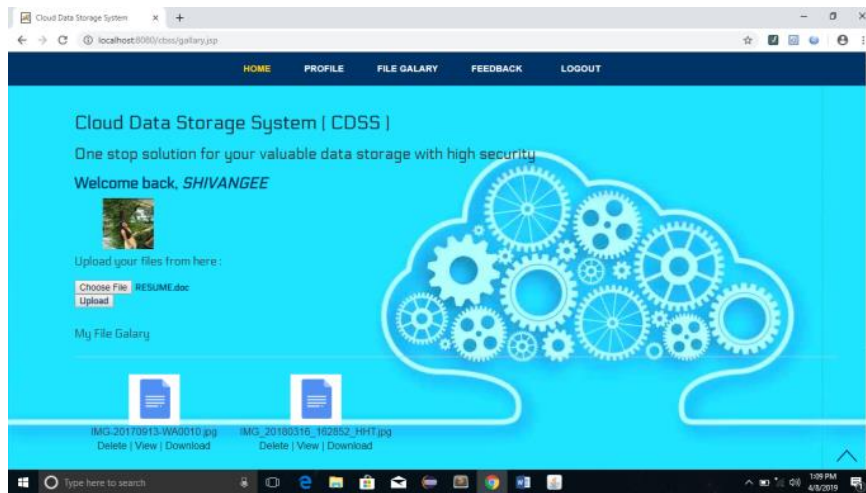 Cloud Data Storage System
localhost:8080/cbss/gallary.jsp
HOME PROFILE FILE GALARY FEEDBACK LOGOUT
Cloud Data Storage System ( CDSS )
One stop solution for your valuable data storage with high security
Welcome back, SHIVANGEE
Upload your files from here :
Choose File RESUME.doc
Upload
My File Galary
IMG-20170913-WA0010.jpg IMG_20180316_162852_HHT.jpg
Delete | View | Download Delete | View | Download
Type here to search
1:09 PM
4/8/2019